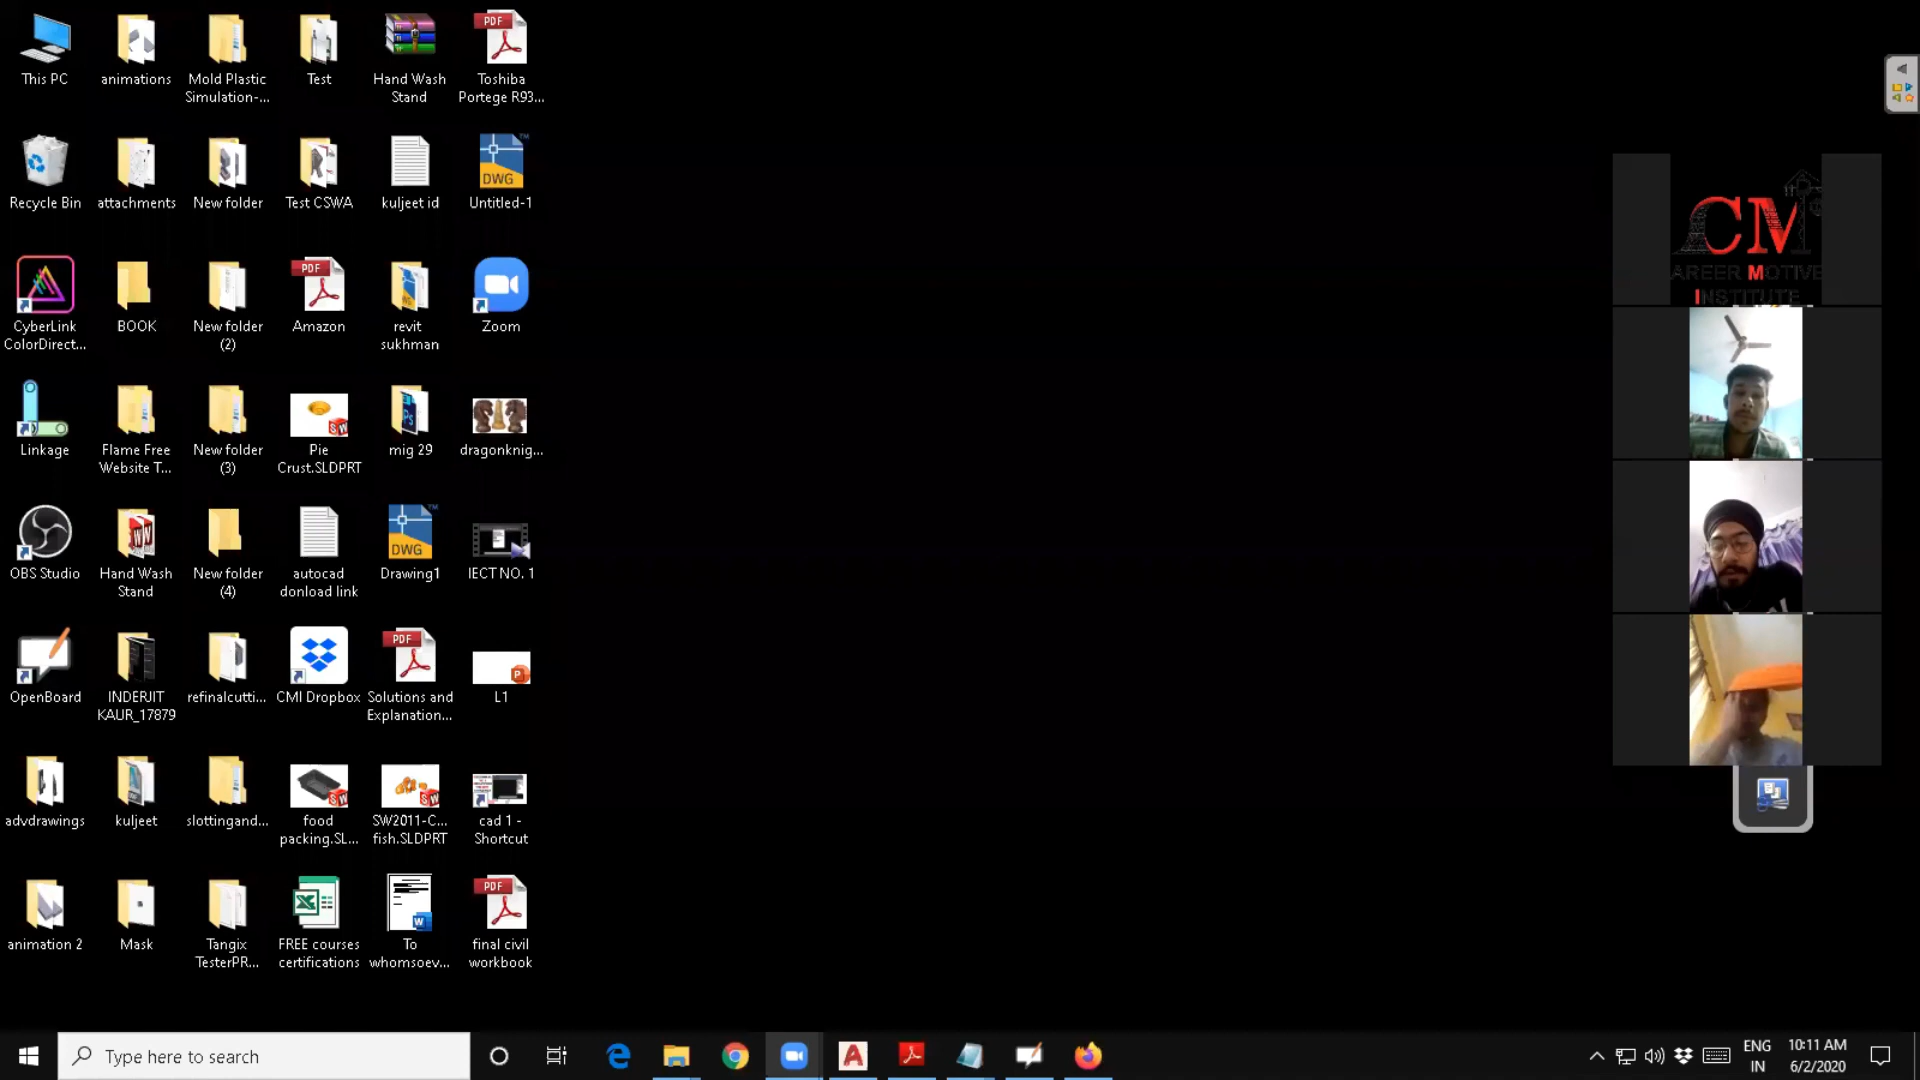 This PC
animations
Mold Plastic
Simulation-...
Test
Hand Wash
Stand
PDF
Toshiba
Portege R93...
Recycle Bin
attachments
New folder
Test CSWA
kuljeet id
DWG
Untitled-1
CyberLink
ColorDirect...
BOOK
New folder
(2)
PDF
Amazon
revit
sukhman
Zoom
Linkage
Flame Free
Website T...
New folder
(3)
Pie
Crust.SLDPRT
mig 29
dragonknig...
OBS Studio
Hand Wash
Stand
New folder
(4)
autocad
donload link
DWG
Drawing1
IECT NO. 1
OpenBoard
INDERJIT
KAUR_17879
refinalcutti...
CMI Dropbox
PDF
Solutions and
Explanation...
L1
advdrawings
kuljeet
slottingand...
food
packing.SL...
SW2011-C...
fish.SLDPRT
cad 1 -
Shortcut
animation 2
Mask
Tangix
TesterPR...
FREE courses
certifications
To
whomsoev...
PDF
final civil
workbook
CM
AREER MOTIVE
INSTITUTE
Type here to search
ENG
IN
10:11 AM
6/2/2020